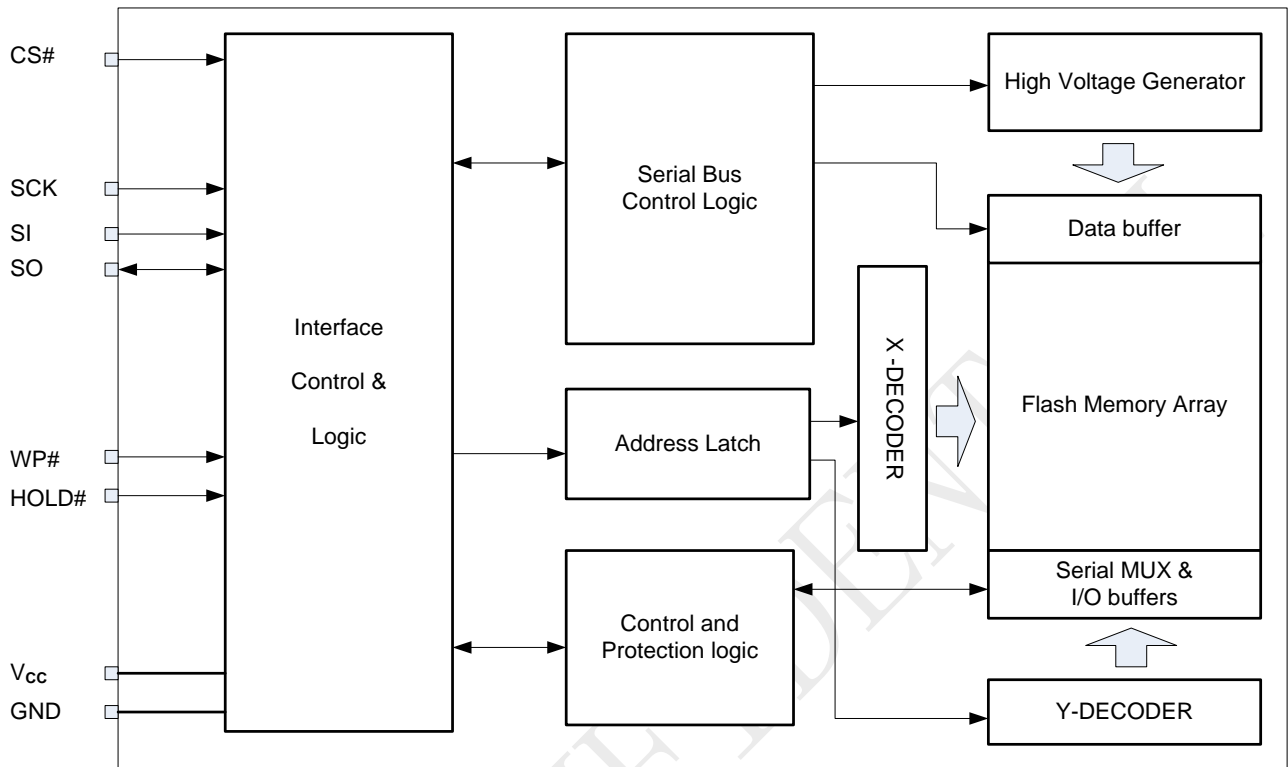 CS#
SCK
SI
SO
WP#
HOLD#
Vcc
GND
Interface
Control &
Logic
Serial Bus
Control Logic
Address Latch
Control and
Protection logic
X -DECODER
High Voltage Generator
Data buffer
Flash Memory Array
Serial MUX &
I/O buffers
Y-DECODER